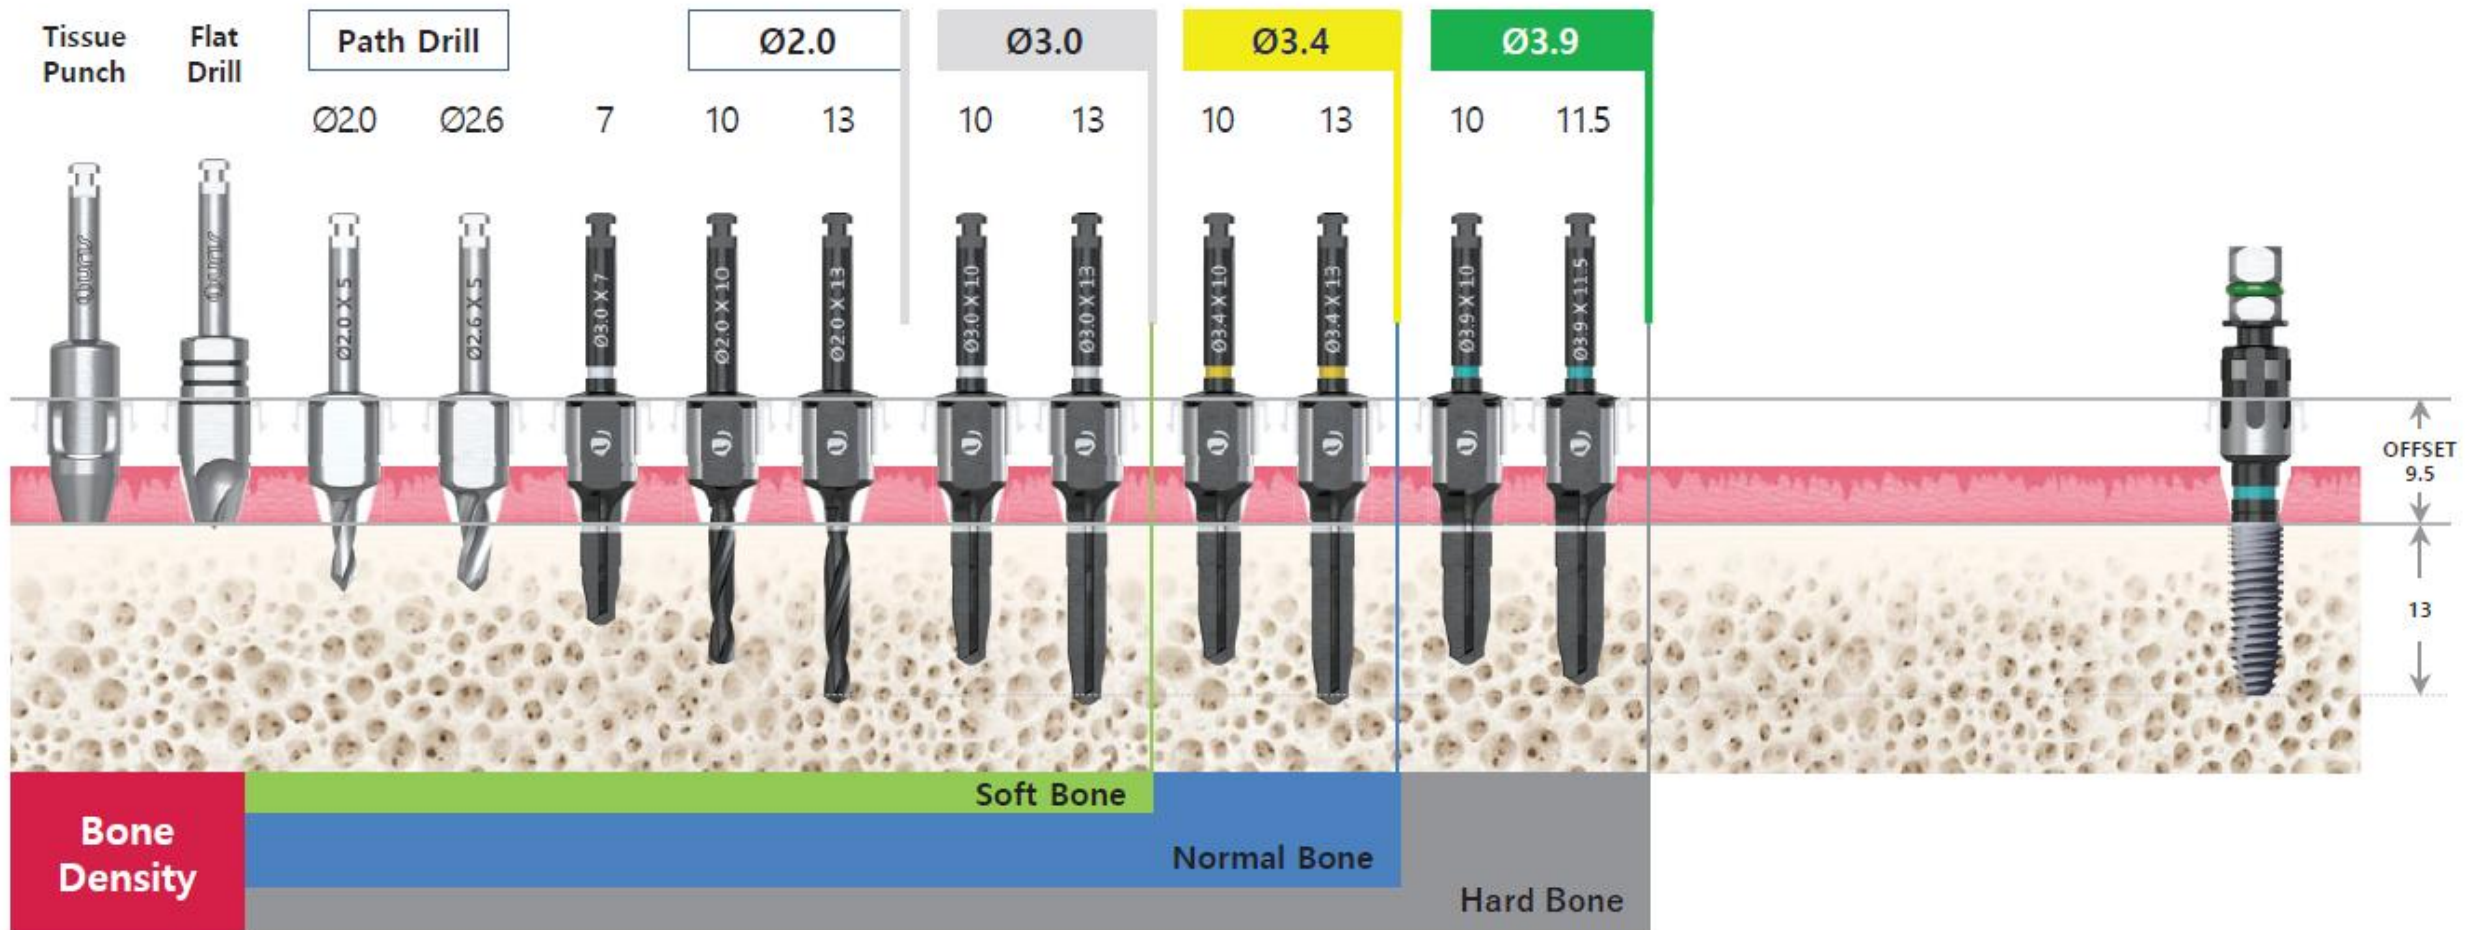 Tissue
Punch
Flat
Drill
Path Drill
Ø2.0
Ø3.0
Ø3.4
Ø3.9
Ø2.0
Ø2.6
7
10
13
10
13
10
13
10
11.5
Ø2.0 X 5
Ø2.6 X 5
Ø3.0 X 7
Ø2.0 X 10
Ø2.0 X 13
Ø3.0 X 10
Ø3.0 X 13
Ø3.4 X 10
Ø3.4 X 13
Ø3.9 X 10
Ø3.9 X 11.5
OFFSET
9.5
13
Soft Bone
Bone
Density
Normal Bone
Hard Bone